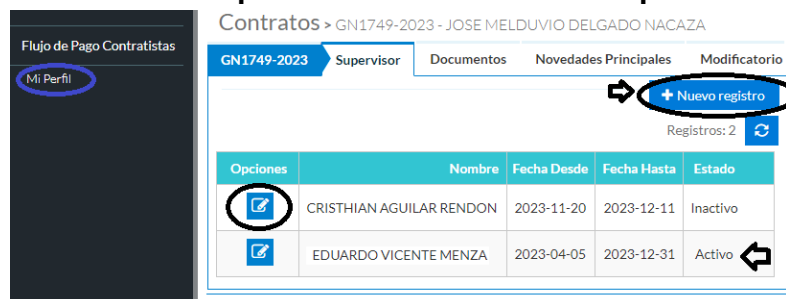 Contratos > GN1749-2023 - JOSE MELDUVIO DELGADO NACAZA
Flujo de Pago Contratistas
Mi Perfil
GN1749-2023 Supervisor Documentos Novedades Principales Modificatorio
+ Nuevo registro
Registros: 2
Opciones Nombre Fecha Desde Fecha Hasta Estado
CRISTHIAN AGUILAR RENDON 2023-11-20 2023-12-11 Inactivo
EDUARDO VICENTE MENZA 2023-04-05 2023-12-31 Activo